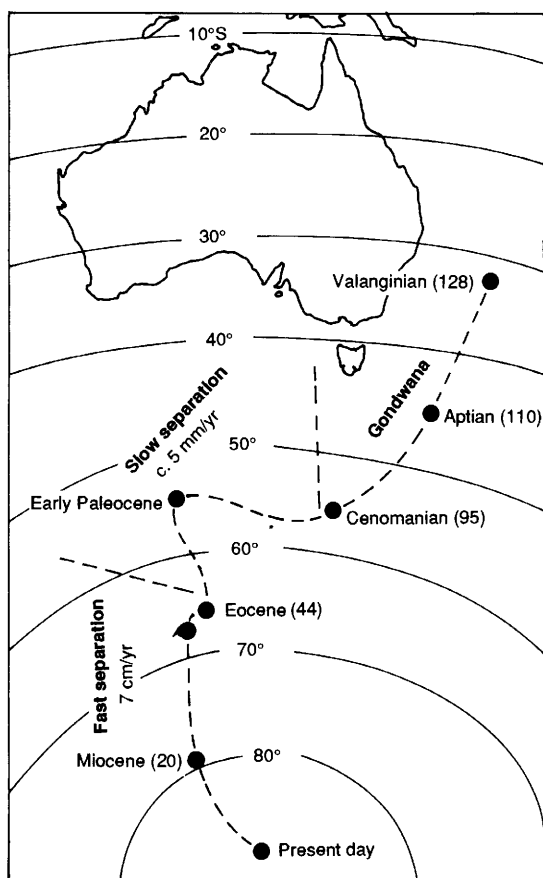 10°S
20°
30°
Valanginian (128)
40°
Gondwana
Aptian (110)
Slow separation
c. 5 mm/yr
50°
Early Paleocene
Cenomanian (95)
60°
Eocene (44)
Fast separation
7 cm/yr
70°
Miocene (20)
80°
Present day